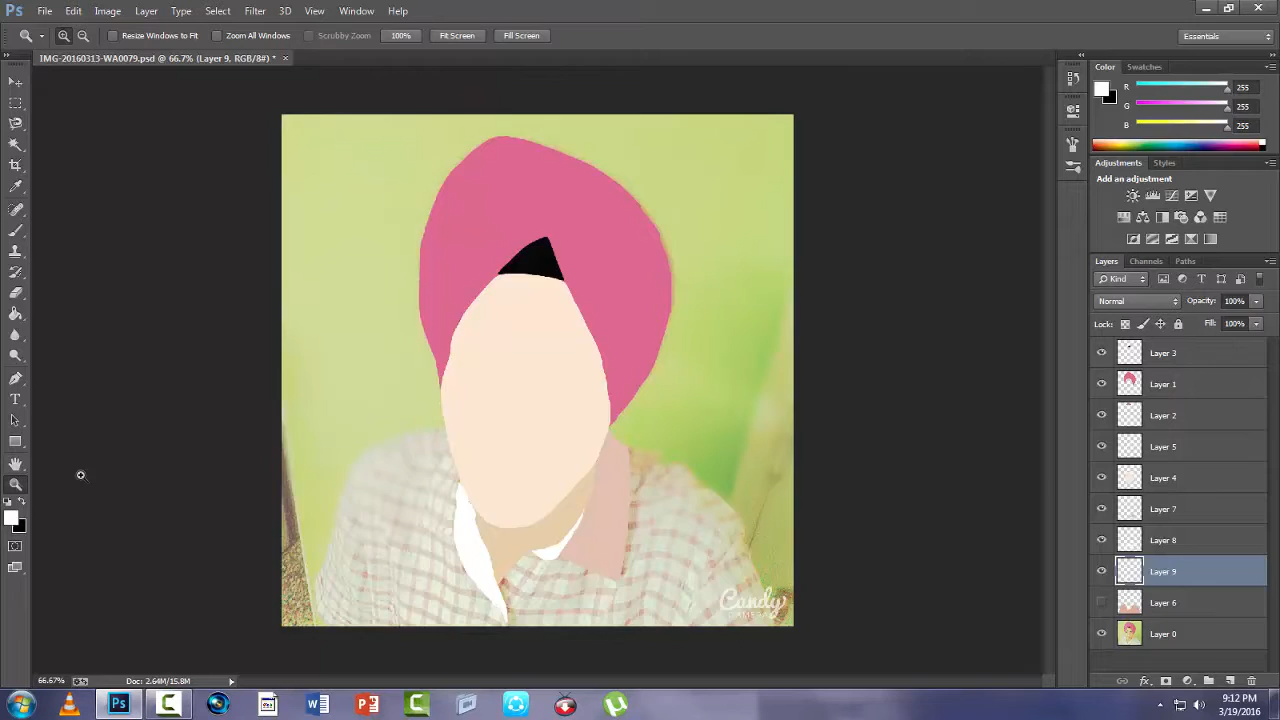 Ps File Edit Image Layer Type Select Filter 3D View Window Help
Resize Windows to Fit Zoom All Windows Scrubby Zoom 100% Fit Screen Fill Screen Essentials
IMG-20160313-WA0079.psd @ 66.7% (Layer 9, RGB/8#) * ×
Color Swatches
R 255
G 255
B 255
Adjustments Styles
Add an adjustment
Layers Channels Paths
Kind
Normal Opacity: 100%
Lock: Fill: 100%
Layer 3
Layer 1
Layer 2
Layer 5
Layer 4
Layer 7
Layer 8
Layer 9
Layer 6
Layer 0
Candy
66.67% Doc: 2.64M/15.8M
9:12 PM
3/19/2016